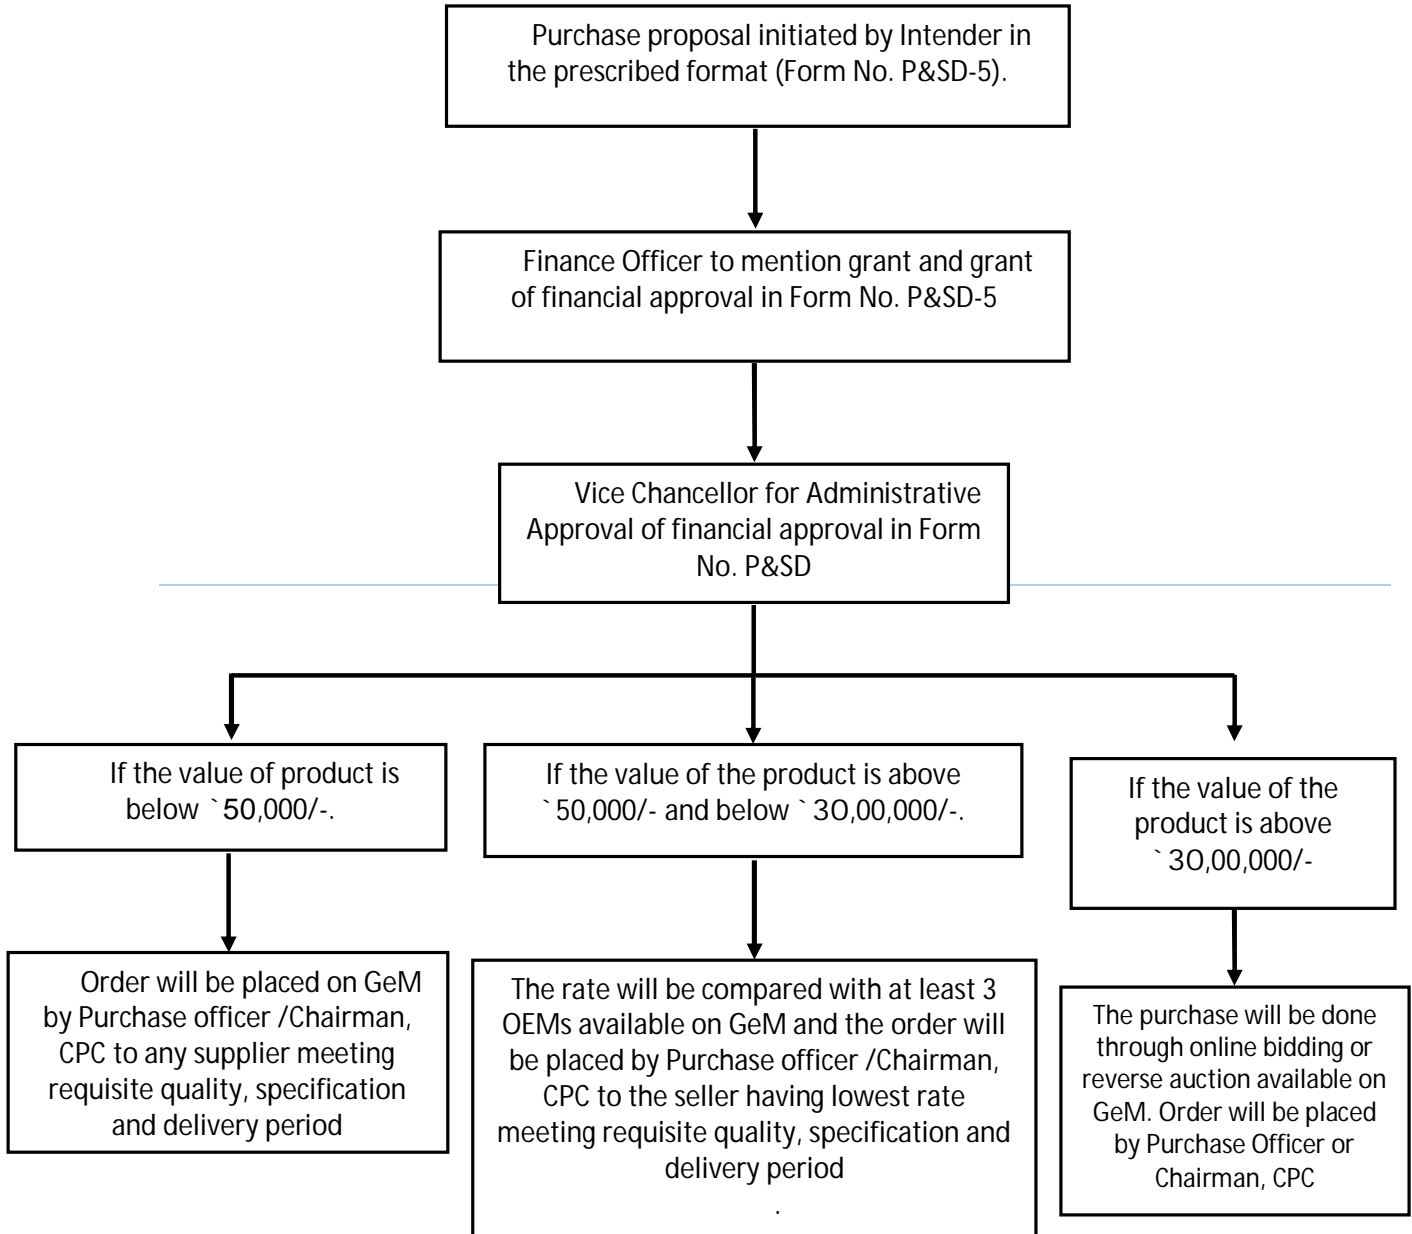 Purchase proposal initiated by Intender in
the prescribed format (Form No. P&SD-5).
Finance Officer to mention grant and grant
of financial approval in Form No. P&SD-5
Vice Chancellor for Administrative
Approval of financial approval in Form
No. P&SD
If the value of product is
below `50,000/-.
If the value of the product is above
`50,000/- and below `30,00,000/-.
If the value of the
product is above
`30,00,000/-
Order will be placed on GeM
by Purchase officer /Chairman,
CPC to any supplier meeting
requisite quality, specification
and delivery period
The rate will be compared with at least 3
OEMs available on GeM and the order will
be placed by Purchase officer /Chairman,
CPC to the seller having lowest rate
meeting requisite quality, specification and
delivery period
.
The purchase will be done
through online bidding or
reverse auction available on
GeM. Order will be placed
by Purchase Officer or
Chairman, CPC